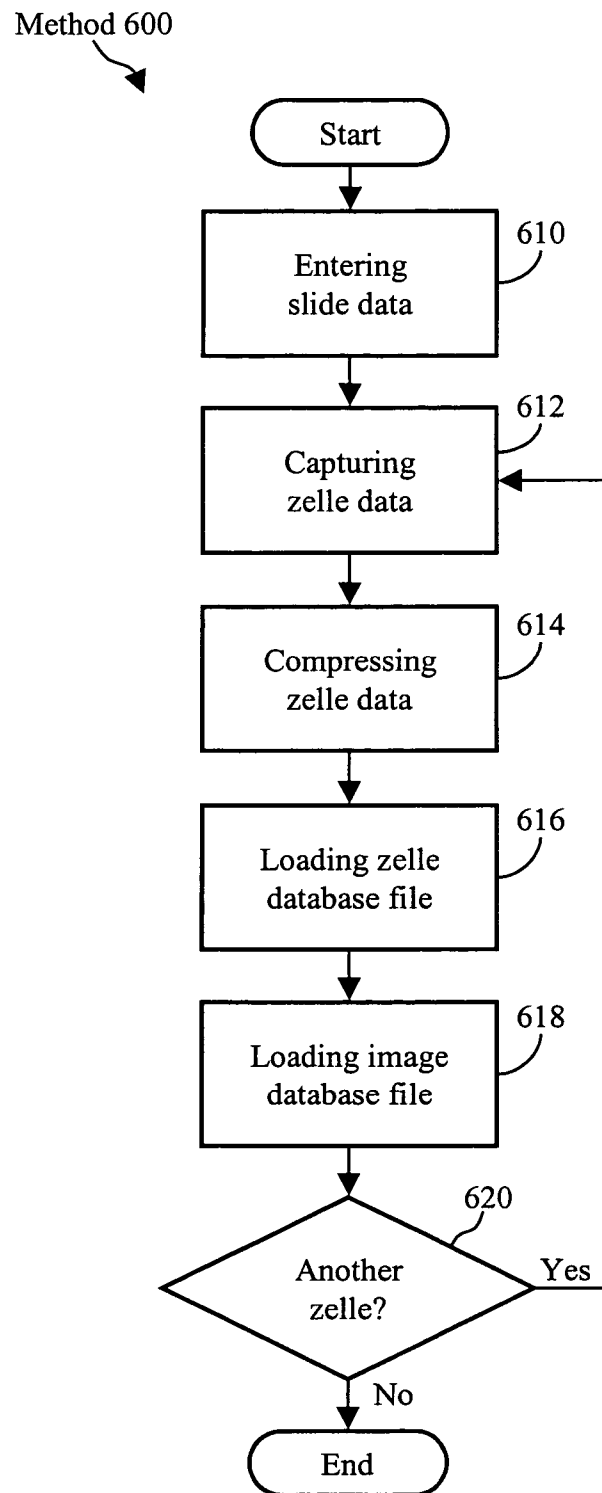 Method 600
Start
610
Entering
slide data
612
Capturing
zelle data
614
Compressing
zelle data
616
Loading zelle
database file
618
Loading image
database file
620
Another
zelle?
Yes
No
End